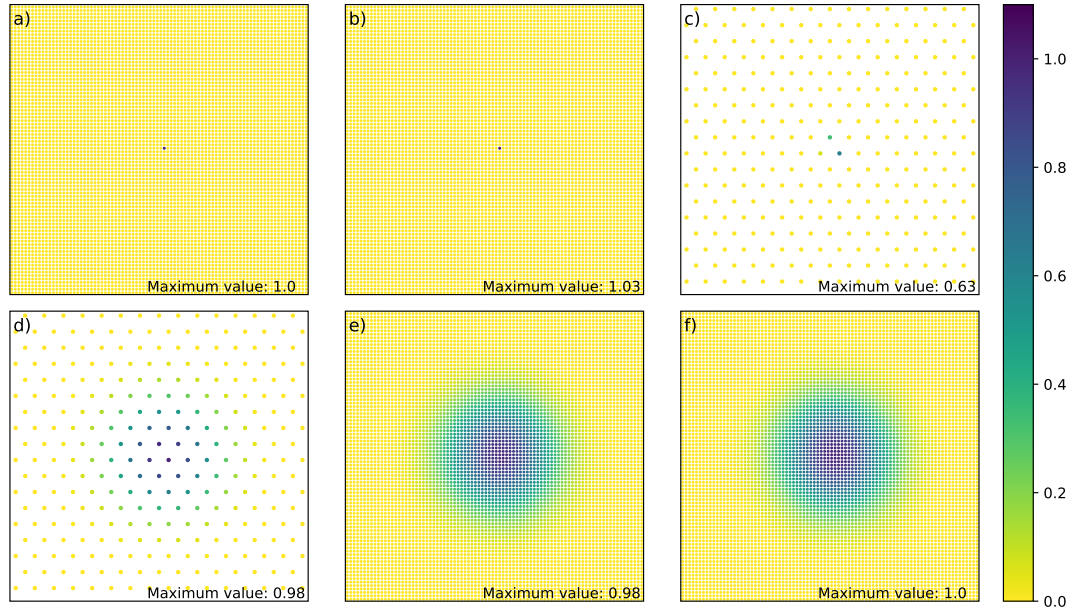 a)
Maximum value: 1.0
b)
Maximum value: 1.03
c)
Maximum value: 0.63
d)
Maximum value: 0.98
e)
Maximum value: 0.98
f)
Maximum value: 1.0
1.0
0.8
0.6
0.4
0.2
0.0